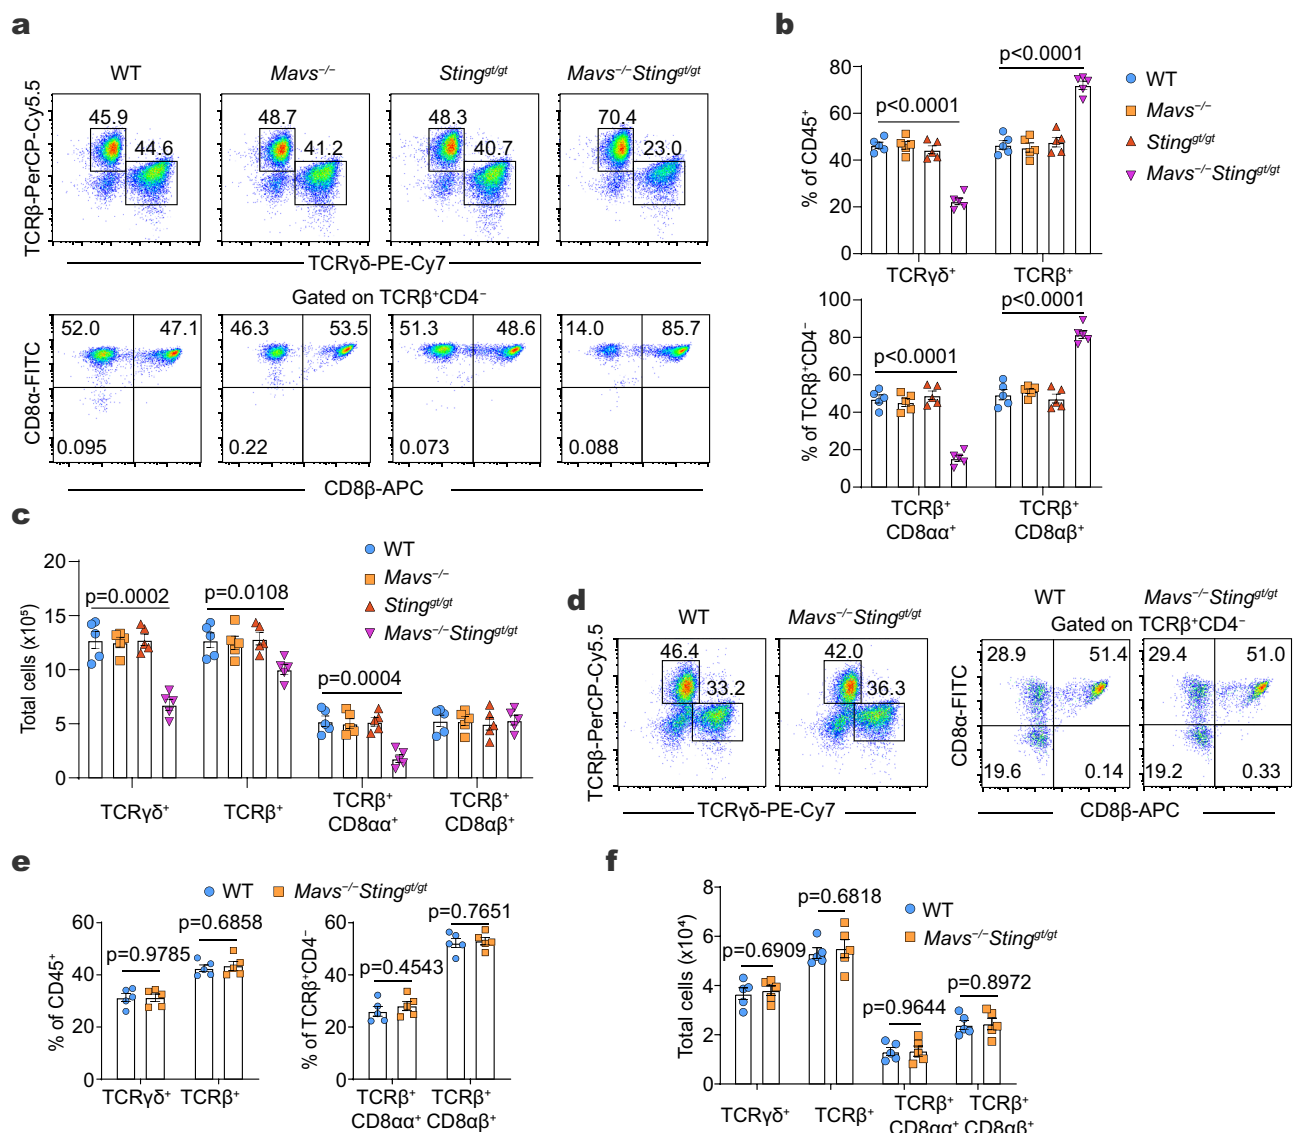 a
WT
Mavs−/−
Stinggt/gt
Mavs−/−Stinggt/gt
TCRβ-PerCP-Cy5.5
45.9
44.6
48.7
41.2
48.3
40.7
70.4
23.0
TCRγδ-PE-Cy7
Gated on TCRβ+CD4−
CD8α-FITC
52.0
47.1
0.095
46.3
53.5
0.22
51.3
48.6
0.073
14.0
85.7
0.088
CD8β-APC
b
% of CD45+
80
60
40
20
0
p<0.0001
p<0.0001
TCRγδ+
TCRβ+
WT
Mavs−/−
Stinggt/gt
Mavs−/−Stinggt/gt
% of TCRβ+CD4−
100
80
60
40
20
0
p<0.0001
p<0.0001
TCRβ+
CD8αα+
TCRβ+
CD8αβ+
c
Total cells (x10⁵)
20
15
10
5
0
p=0.0002
p=0.0108
p=0.0004
WT
Mavs−/−
Stinggt/gt
Mavs−/−Stinggt/gt
TCRγδ+
TCRβ+
TCRβ+
CD8αα+
TCRβ+
CD8αβ+
d
WT
Mavs−/−Stinggt/gt
TCRβ-PerCP-Cy5.5
46.4
33.2
42.0
36.3
TCRγδ-PE-Cy7
WT
Mavs−/−Stinggt/gt
Gated on TCRβ+CD4−
CD8α-FITC
28.9
51.4
19.6
0.14
29.4
51.0
19.2
0.33
CD8β-APC
e
WT
Mavs−/−Stinggt/gt
% of CD45+
60
40
20
0
p=0.9785
p=0.6858
TCRγδ+
TCRβ+
% of TCRβ+CD4−
60
40
20
0
p=0.4543
p=0.7651
TCRβ+
CD8αα+
TCRβ+
CD8αβ+
f
Total cells (x10⁴)
8
6
4
2
0
p=0.6909
p=0.6818
p=0.9644
p=0.8972
WT
Mavs−/−Stinggt/gt
TCRγδ+
TCRβ+
TCRβ+
CD8αα+
TCRβ+
CD8αβ+